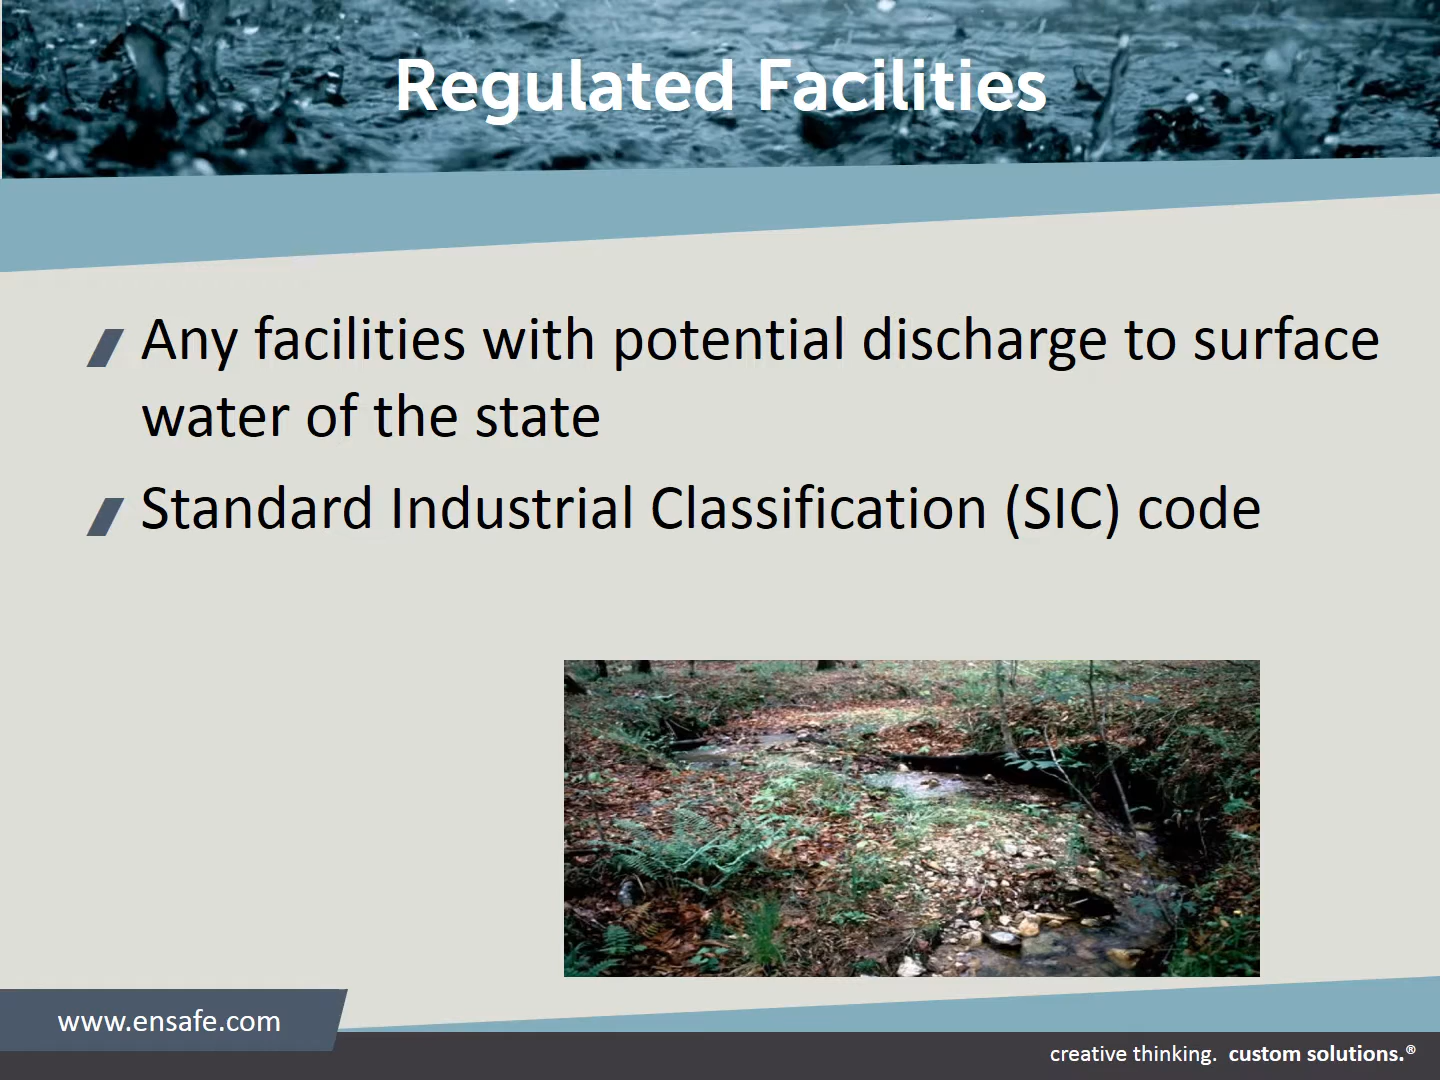 Regulated Facilities
Any facilities with potential discharge to surface
water of the state
Standard Industrial Classification (SIC) code
www.ensafe.com
creative thinking. custom solutions.®